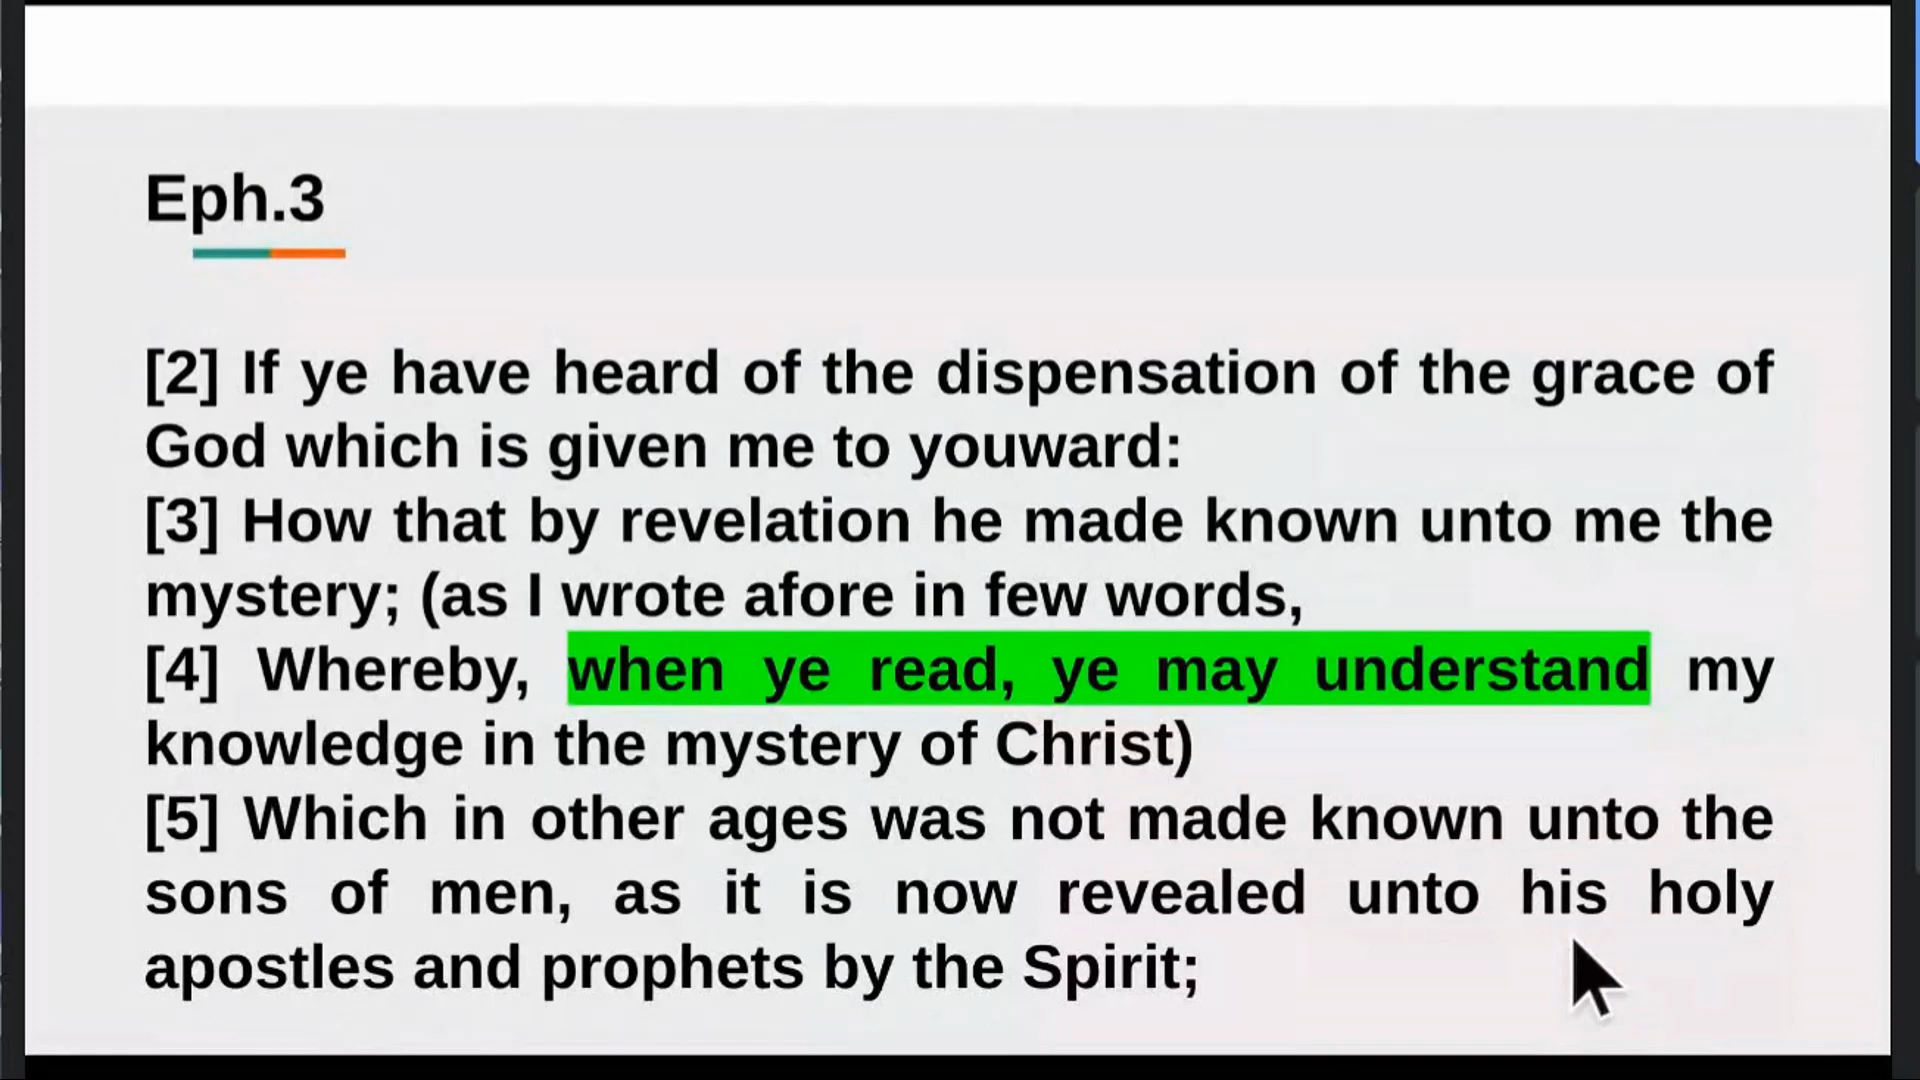 Eph.3
[2] If ye have heard of the dispensation of the grace of
God which is given me to youward:
[3] How that by revelation he made known unto me the
mystery; (as I wrote afore in few words,
[4] Whereby, when ye read, ye may understand my
knowledge in the mystery of Christ)
[5] Which in other ages was not made known unto the
sons of men, as it is now revealed unto his holy
apostles and prophets by the Spirit;